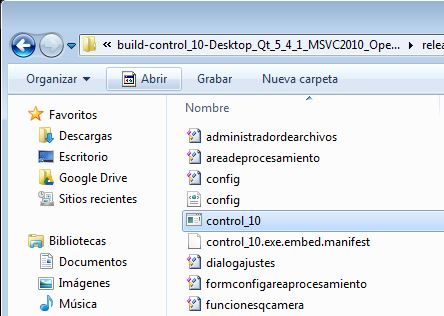 « build-control_10-Desktop_Qt_5_4_1_MSVC2010_Ope... ▸ relea
Organizar Abrir Grabar Nueva carpeta
Favoritos
Descargas
Escritorio
Google Drive
Sitios recientes
Bibliotecas
Documentos
Imágenes
Música
Nombre
administradordearchivos
areadeprocesamiento
config
config
control_10
control_10.exe.embed.manifest
dialogajustes
formconfigareaprocesamiento
funcionesqcamera